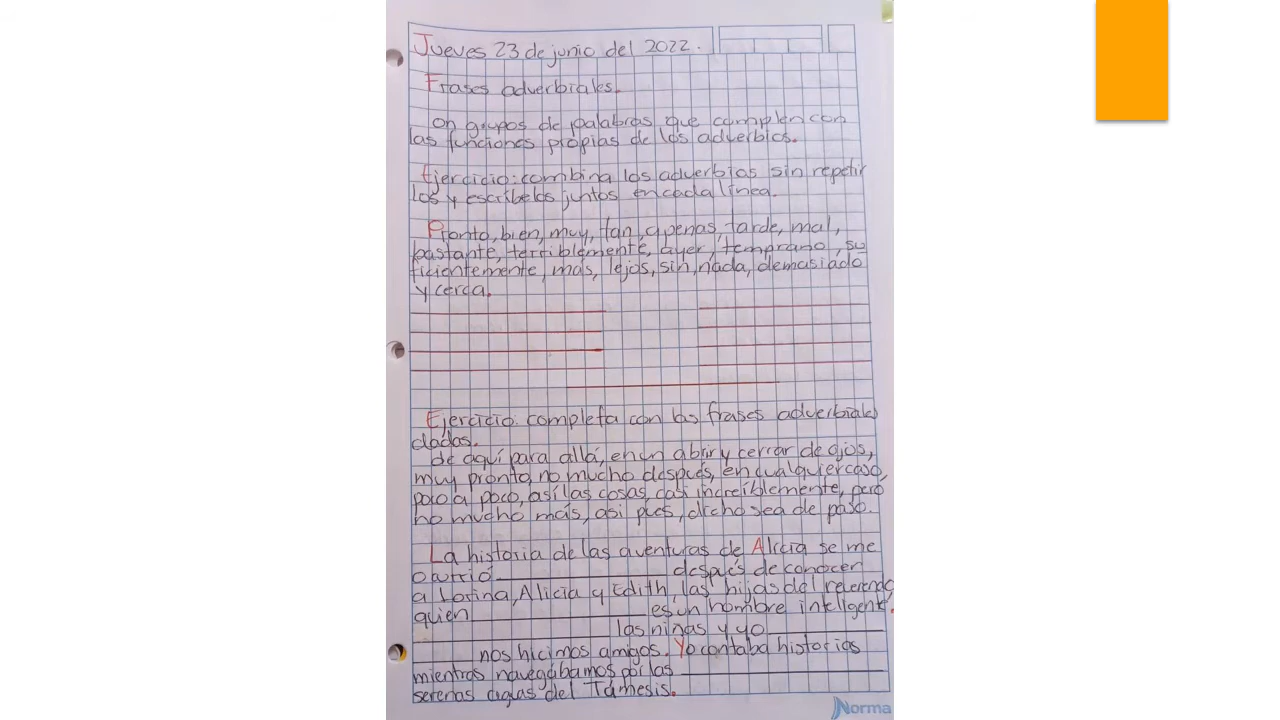 Jueves 23 de junio del 2022.
Frases adverbiales.
on grupos de palabras que cumplen con
las funciones propias de los adverbios.
Ejercicio: combina los adverbios sin repetir
los y escríbelos juntos en cada línea.
Pronto, bien, muy, tan, apenas, tarde, mal,
bastante, terriblemente, ayer, temprano, su
ficientemente, más, lejos, sin, nada, demasiado
y cerca.
Ejercicio: completa con las frases adverbiales
dadas.
De aquí para allá, en un abrir y cerrar de ojos,
muy pronto, no mucho después, en cualquier caso,
poco a poco, así las cosas, casi increíblemente, pero
no mucho más, asi pues, dicho sea de paso.
La historia de las aventuras de Alicia se me
ocurrió ______ después de conocer
a Lorina, Alicia y Edith, las hijas del reverendo,
quien ______ es un hombre inteligente.
______ las niñas y yo ______
______ nos hicimos amigos. Yo contaba historias
mientras navegábamos por las ______
serenas aguas del Támesis.
Norma